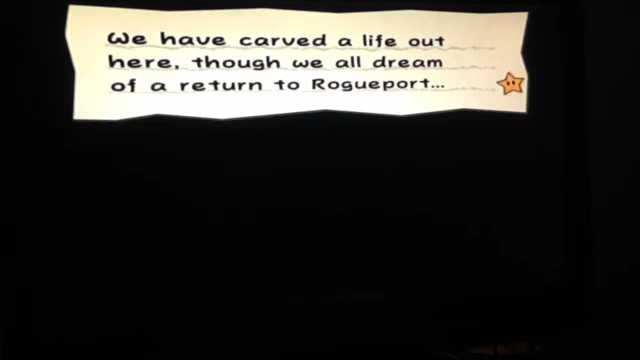 We have carved a life out
here, though we all dream
of a return to Rogueport...